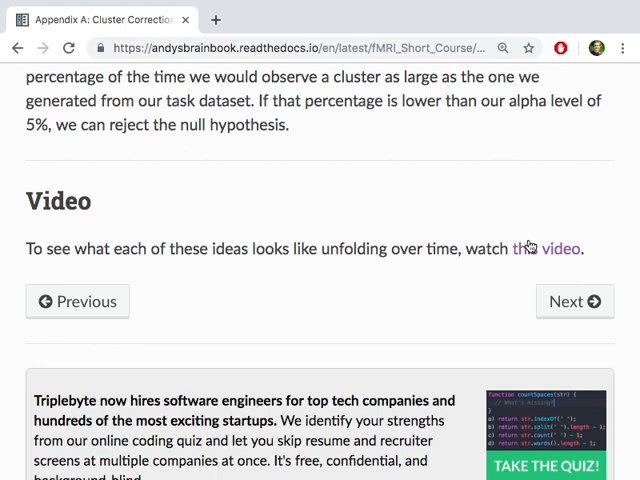 Appendix A: Cluster Correction
https://andysbrainbook.readthedocs.io/en/latest/fMRI_Short_Course/...
percentage of the time we would observe a cluster as large as the one we
generated from our task dataset. If that percentage is lower than our alpha level of
5%, we can reject the null hypothesis.
Video
To see what each of these ideas looks like unfolding over time, watch this video.
Previous
Next
Triplebyte now hires software engineers for top tech companies and
hundreds of the most exciting startups. We identify your strengths
from our online coding quiz and let you skip resume and recruiter
screens at multiple companies at once. It's free, confidential, and
background-blind.
function countSpaces(str) {
// What's missing?
}
a) return str.indexOf(' ');
b) return str.split(' ').length - 1;
c) return str.count(' ') - 1;
d) return str.words().length - 1;
TAKE THE QUIZ!